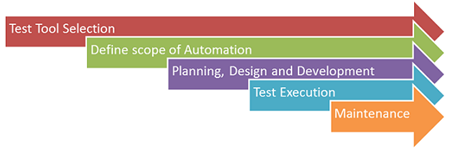 Test Tool Selection
Define scope of Automation
Planning, Design and Development
Test Execution
Maintenance